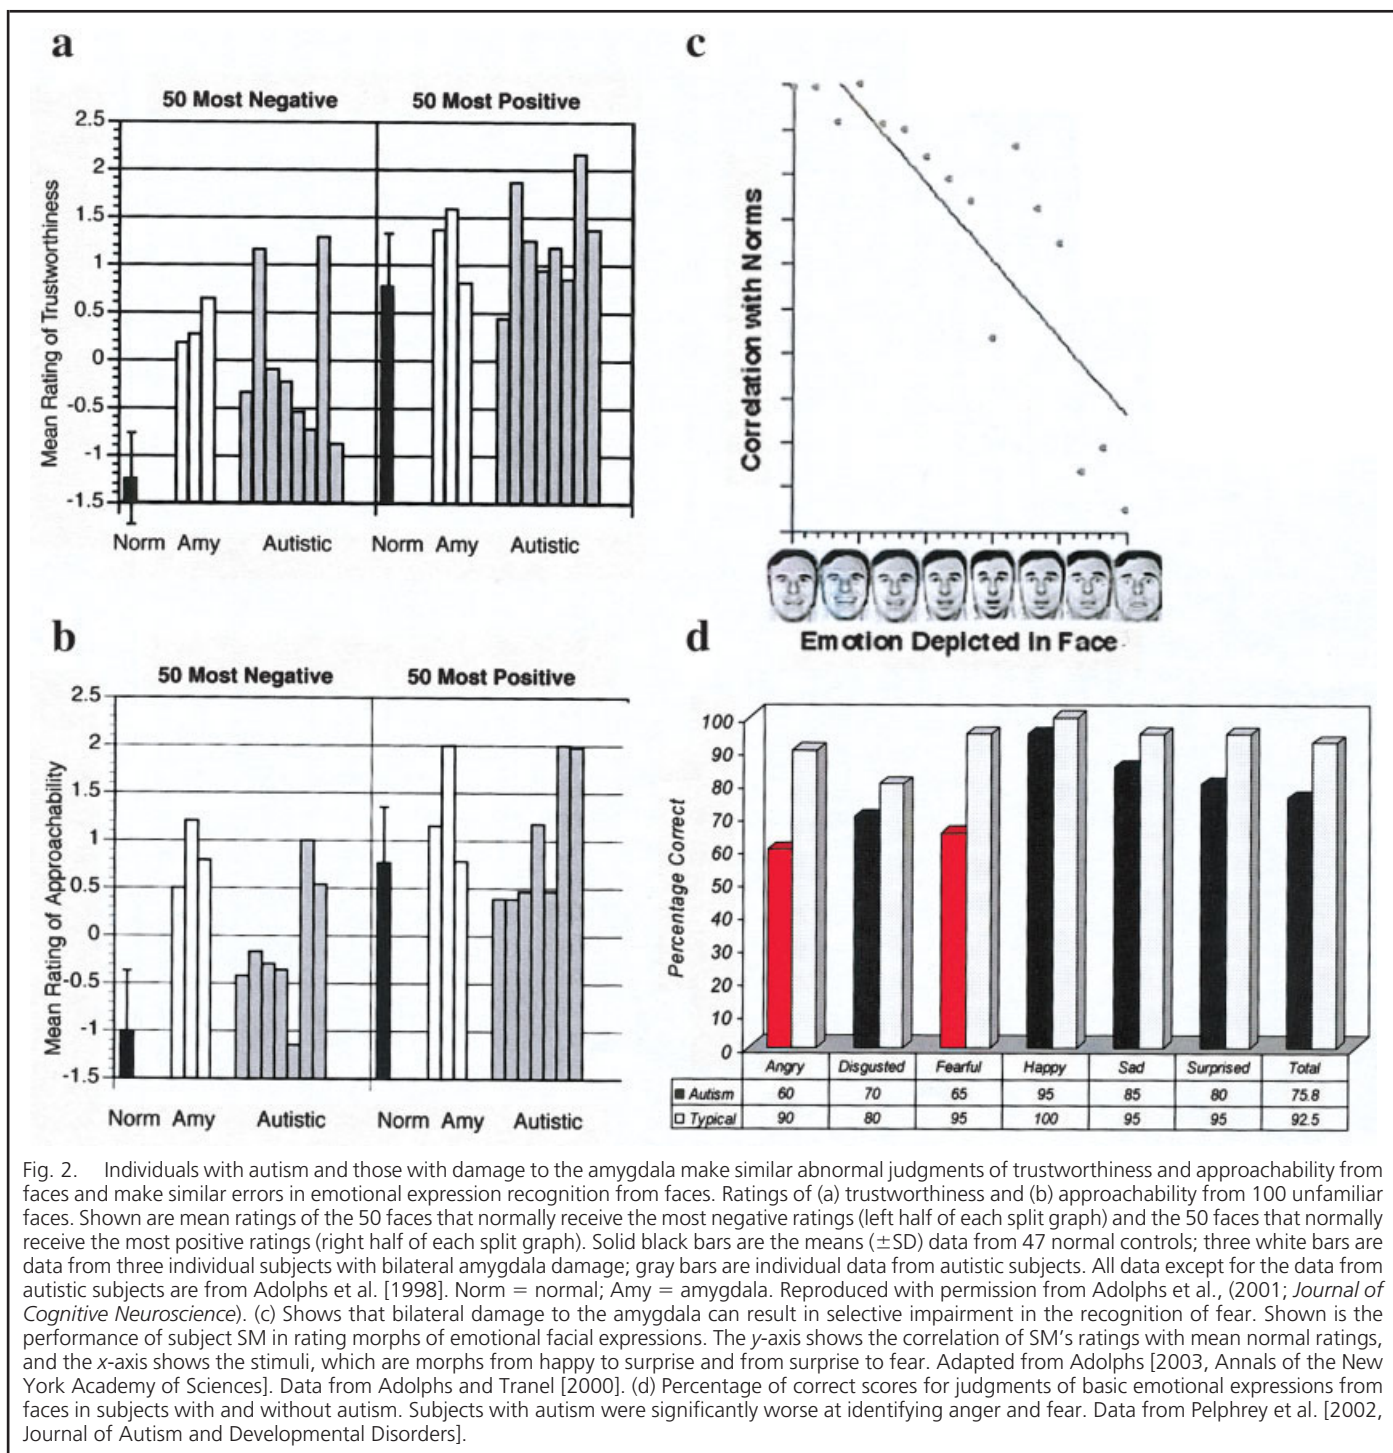 a
50 Most Negative
50 Most Positive
2.5
2
1.5
1
0.5
0
-0.5
-1
-1.5
Mean Rating of Trustworthiness
Norm Amy Autistic
Norm Amy Autistic
b
50 Most Negative
50 Most Positive
2.5
2
1.5
1
0.5
0
-0.5
-1
-1.5
Mean Rating of Approachability
Norm Amy Autistic
Norm Amy Autistic
c
Correlation with Norms
Emotion Depicted in Face
d
100
90
80
70
60
50
40
30
20
10
0
Percentage Correct
Angry Disgusted Fearful Happy Sad Surprised Total
Autism 60 70 65 95 85 80 75.8
Typical 90 80 95 100 95 95 92.5
Fig. 2. Individuals with autism and those with damage to the amygdala make similar abnormal judgments of trustworthiness and approachability from
faces and make similar errors in emotional expression recognition from faces. Ratings of (a) trustworthiness and (b) approachability from 100 unfamiliar
faces. Shown are mean ratings of the 50 faces that normally receive the most negative ratings (left half of each split graph) and the 50 faces that normally
receive the most positive ratings (right half of each split graph). Solid black bars are the means (±SD) data from 47 normal controls; three white bars are
data from three individual subjects with bilateral amygdala damage; gray bars are individual data from autistic subjects. All data except for the data from
autistic subjects are from Adolphs et al. [1998]. Norm = normal; Amy = amygdala. Reproduced with permission from Adolphs et al., (2001; Journal of
Cognitive Neuroscience). (c) Shows that bilateral damage to the amygdala can result in selective impairment in the recognition of fear. Shown is the
performance of subject SM in rating morphs of emotional facial expressions. The y-axis shows the correlation of SM's ratings with mean normal ratings,
and the x-axis shows the stimuli, which are morphs from happy to surprise and from surprise to fear. Adapted from Adolphs [2003, Annals of the New
York Academy of Sciences]. Data from Adolphs and Tranel [2000]. (d) Percentage of correct scores for judgments of basic emotional expressions from
faces in subjects with and without autism. Subjects with autism were significantly worse at identifying anger and fear. Data from Pelphrey et al. [2002,
Journal of Autism and Developmental Disorders].